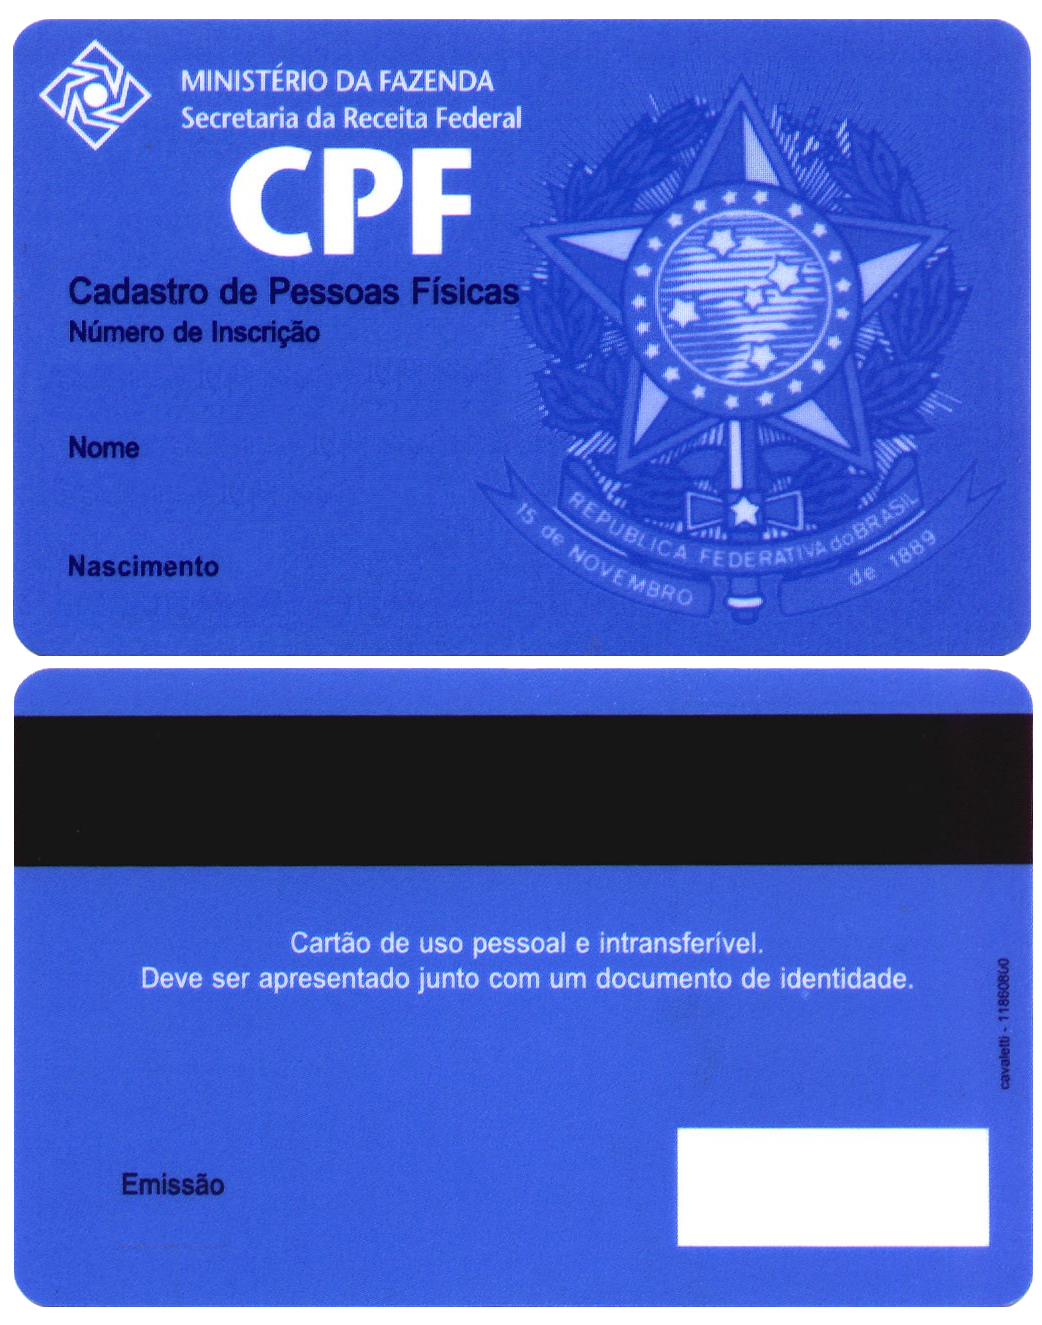 MINISTÉRIO DA FAZENDA
Secretaria da Receita Federal
CPF
Cadastro de Pessoas Físicas
Número de Inscrição
Nome
Nascimento
REPUBLICA FEDERATIVA do BRASIL
15 de NOVEMBRO de 1889
Cartão de uso pessoal e intransferível.
Deve ser apresentado junto com um documento de identidade.
cavaletti - 11860800
Emissão